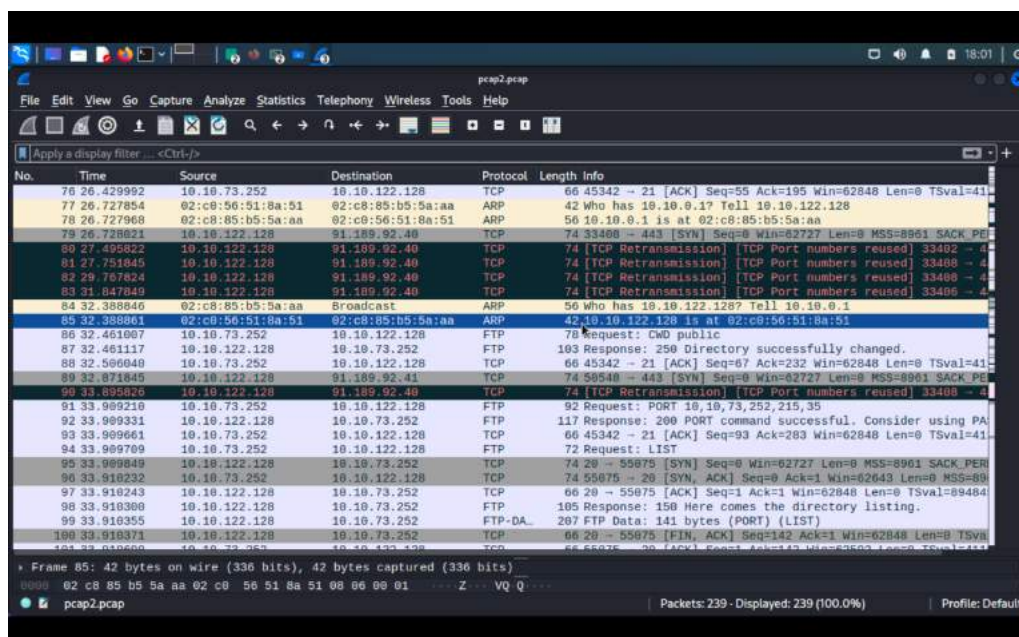 18:01
pcap2.pcap
File Edit View Go Capture Analyze Statistics Telephony Wireless Tools Help
Apply a display filter ... <Ctrl-/>
No. Time Source Destination Protocol Length Info
76 26.429992 10.10.73.252 10.10.122.128 TCP 66 45342 → 21 [ACK] Seq=55 Ack=195 Win=62848 Len=0 TSval=41
77 26.727854 02:c0:56:51:8a:51 02:c8:85:b5:5a:aa ARP 42 Who has 10.10.0.1? Tell 10.10.122.128
78 26.727968 02:c8:85:b5:5a:aa 02:c0:56:51:8a:51 ARP 56 10.10.0.1 is at 02:c8:85:b5:5a:aa
79 26.728021 10.10.122.128 91.189.92.40 TCP 74 33408 → 443 [SYN] Seq=0 Win=62727 Len=0 MSS=8961 SACK_PE
80 27.495822 10.10.122.128 91.189.92.40 TCP 74 [TCP Retransmission] [TCP Port numbers reused] 33402 → 4
81 27.751845 10.10.122.128 91.189.92.40 TCP 74 [TCP Retransmission] [TCP Port numbers reused] 33408 → 4
82 29.767824 10.10.122.128 91.189.92.40 TCP 74 [TCP Retransmission] [TCP Port numbers reused] 33408 → 4
83 31.847849 10.10.122.128 91.189.92.40 TCP 74 [TCP Retransmission] [TCP Port numbers reused] 33406 → 4
84 32.388846 02:c8:85:b5:5a:aa Broadcast ARP 56 Who has 10.10.122.128? Tell 10.10.0.1
85 32.388861 02:c0:56:51:8a:51 02:c8:85:b5:5a:aa ARP 42 10.10.122.128 is at 02:c0:56:51:8a:51
86 32.461007 10.10.73.252 10.10.122.128 FTP 78 Request: CWD public
87 32.461117 10.10.122.128 10.10.73.252 FTP 103 Response: 250 Directory successfully changed.
88 32.506040 10.10.73.252 10.10.122.128 TCP 66 45342 → 21 [ACK] Seq=67 Ack=232 Win=62848 Len=0 TSval=41
89 32.871845 10.10.122.128 91.189.92.41 TCP 74 50540 → 443 [SYN] Seq=0 Win=62727 Len=0 MSS=8961 SACK_PE
90 33.895826 10.10.122.128 91.189.92.40 TCP 74 [TCP Retransmission] [TCP Port numbers reused] 33408 → 4
91 33.909210 10.10.73.252 10.10.122.128 FTP 92 Request: PORT 10,10,73,252,215,35
92 33.909331 10.10.122.128 10.10.73.252 FTP 117 Response: 200 PORT command successful. Consider using PA
93 33.909661 10.10.73.252 10.10.122.128 TCP 66 45342 → 21 [ACK] Seq=93 Ack=283 Win=62848 Len=0 TSval=41
94 33.909709 10.10.73.252 10.10.122.128 FTP 72 Request: LIST
95 33.909849 10.10.122.128 10.10.73.252 TCP 74 20 → 55075 [SYN] Seq=0 Win=62727 Len=0 MSS=8961 SACK_PER
96 33.910232 10.10.73.252 10.10.122.128 TCP 74 55075 → 20 [SYN, ACK] Seq=0 Ack=1 Win=62643 Len=0 MSS=89
97 33.910243 10.10.122.128 10.10.73.252 TCP 66 20 → 55075 [ACK] Seq=1 Ack=1 Win=62848 Len=0 TSval=89484
98 33.910300 10.10.122.128 10.10.73.252 FTP 105 Response: 150 Here comes the directory listing.
99 33.910355 10.10.122.128 10.10.73.252 FTP-DA… 207 FTP Data: 141 bytes (PORT) (LIST)
100 33.910371 10.10.122.128 10.10.73.252 TCP 66 20 → 55075 [FIN, ACK] Seq=142 Ack=1 Win=62848 Len=0 TSva
Frame 85: 42 bytes on wire (336 bits), 42 bytes captured (336 bits)
0000 02 c8 85 b5 5a aa 02 c0 56 51 8a 51 08 06 00 01 ····Z··· VQ·Q····
pcap2.pcap Packets: 239 · Displayed: 239 (100.0%) Profile: Defaul